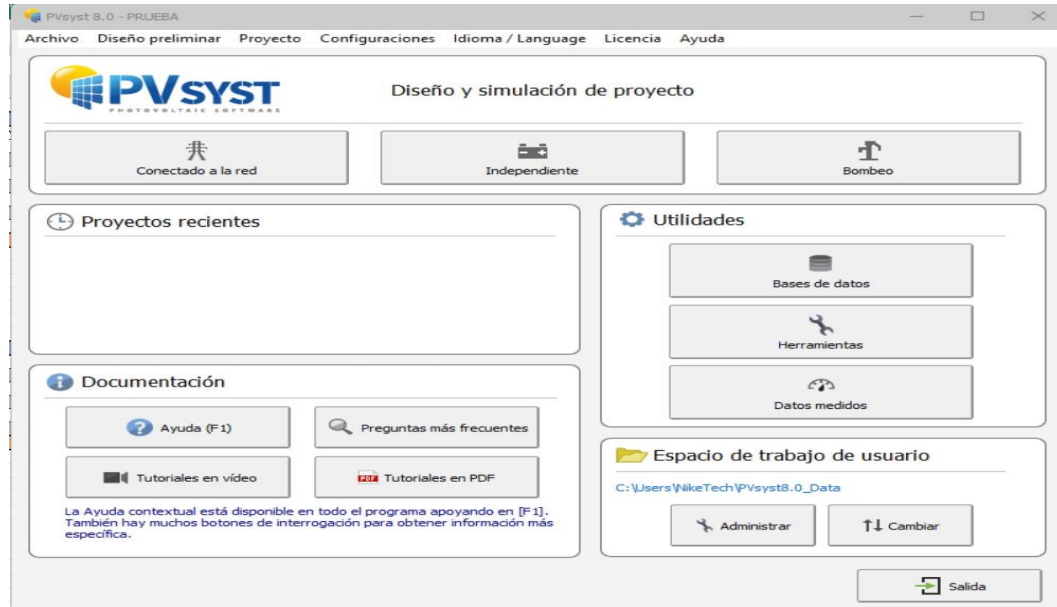 PVsyst 8.0 - PRUEBA
Archivo Diseño preliminar Proyecto Configuraciones Idioma / Language Licencia Ayuda
PVSYST
PHOTOVOLTAIC SOFTWARE
Diseño y simulación de proyecto
Conectado a la red
Independiente
Bombeo
Proyectos recientes
Utilidades
Bases de datos
Herramientas
Datos medidos
Documentación
Ayuda (F1)
Preguntas más frecuentes
Tutoriales en vídeo
PDF Tutoriales en PDF
La Ayuda contextual está disponible en todo el programa apoyando en [F1].
También hay muchos botones de interrogación para obtener información más
específica.
Espacio de trabajo de usuario
C:\Users\NikeTech\PVsyst8.0_Data
Administrar
Cambiar
Salida